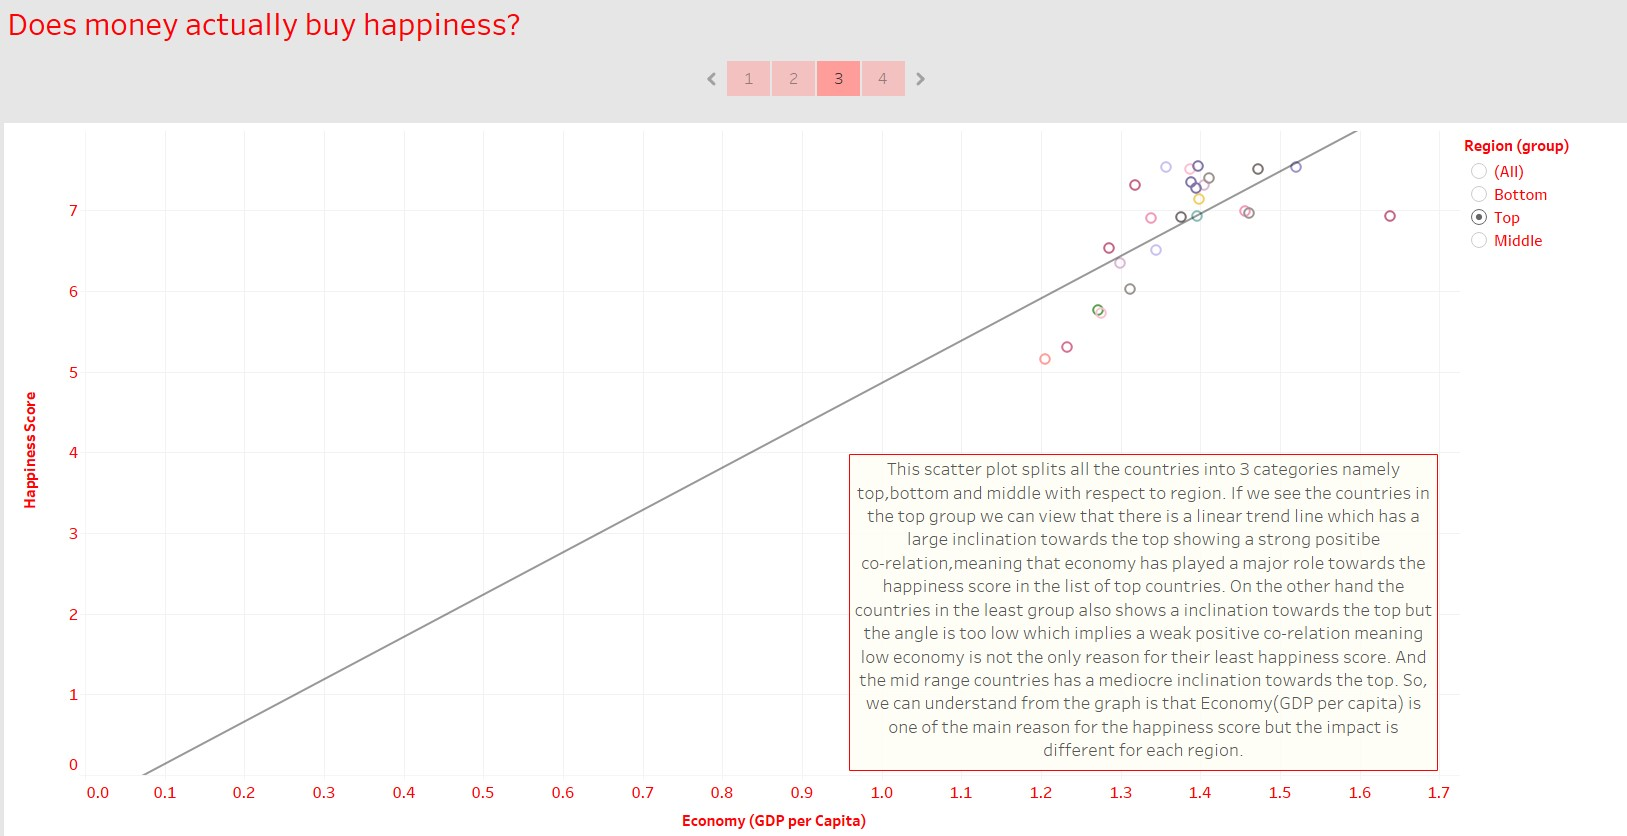 Does money actually buy happiness?
1 2 3 4
Region (group)
(All)
Bottom
Top
Middle
7
6
5
4
3
2
1
0
Happiness Score
This scatter plot splits all the countries into 3 categories namely
top,bottom and middle with respect to region. If we see the countries in
the top group we can view that there is a linear trend line which has a
large inclination towards the top showing a strong positibe
co-relation,meaning that economy has played a major role towards the
happiness score in the list of top countries. On the other hand the
countries in the least group also shows a inclination towards the top but
the angle is too low which implies a weak positive co-relation meaning
low economy is not the only reason for their least happiness score. And
the mid range countries has a mediocre inclination towards the top. So,
we can understand from the graph is that Economy(GDP per capita) is
one of the main reason for the happiness score but the impact is
different for each region.
0.0 0.1 0.2 0.3 0.4 0.5 0.6 0.7 0.8 0.9 1.0 1.1 1.2 1.3 1.4 1.5 1.6 1.7
Economy (GDP per Capita)